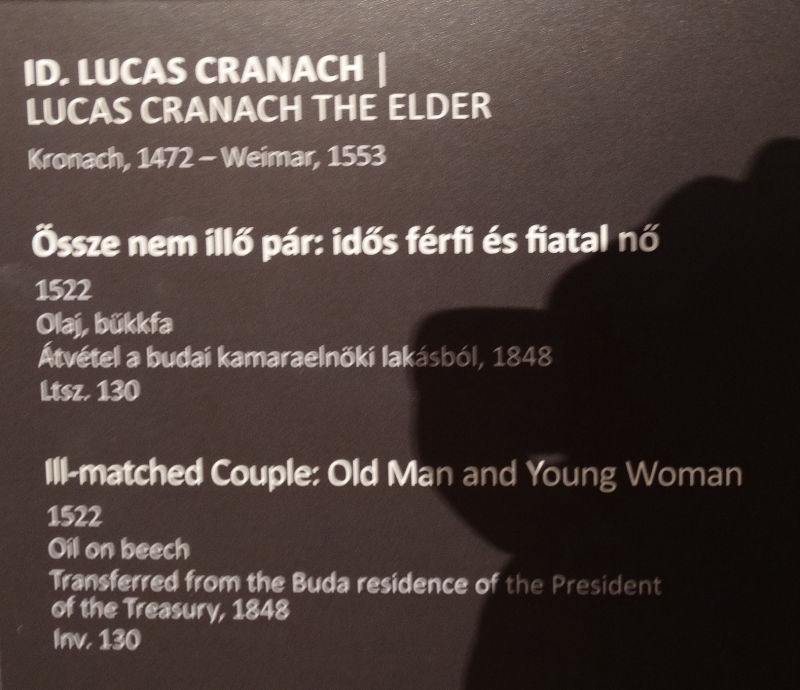 ID. LUCAS CRANACH |
LUCAS CRANACH THE ELDER
Kronach, 1472 – Weimar, 1553
Össze nem illő pár: idős férfi és fiatal nő
1522
Olaj, bükkfa
Átvétel a budai kamaraelnöki lakásból, 1848
Ltsz. 130
Ill-matched Couple: Old Man and Young Woman
1522
Oil on beech
Transferred from the Buda residence of the President
of the Treasury, 1848
Inv. 130